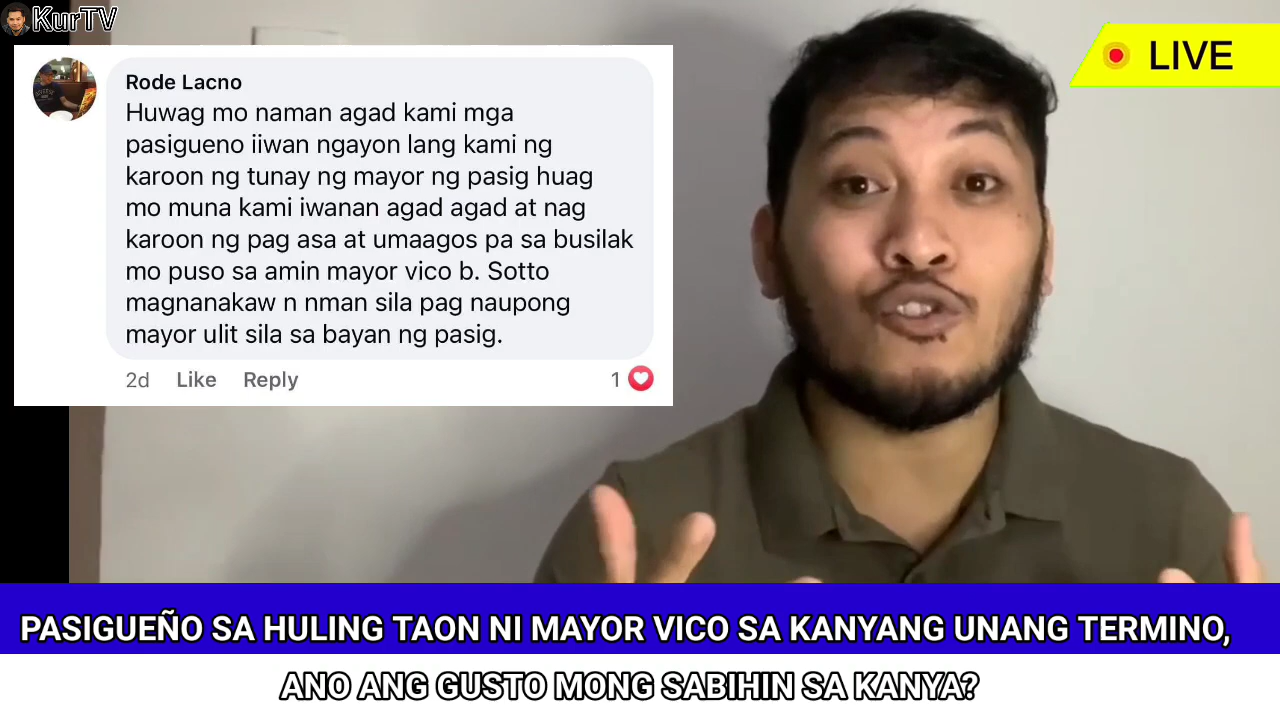 KurTV
LIVE
Rode Lacno
Huwag mo naman agad kami mga
pasigueno iiwan ngayon lang kami ng
karoon ng tunay ng mayor ng pasig huag
mo muna kami iwanan agad agad at nag
karoon ng pag asa at umaagos pa sa busilak
mo puso sa amin mayor vico b. Sotto
magnanakaw n nman sila pag naupong
mayor ulit sila sa bayan ng pasig.
2d Like Reply 1
PASIGUEÑO SA HULING TAON NI MAYOR VICO SA KANYANG UNANG TERMINO,
ANO ANG GUSTO MONG SABIHIN SA KANYA?